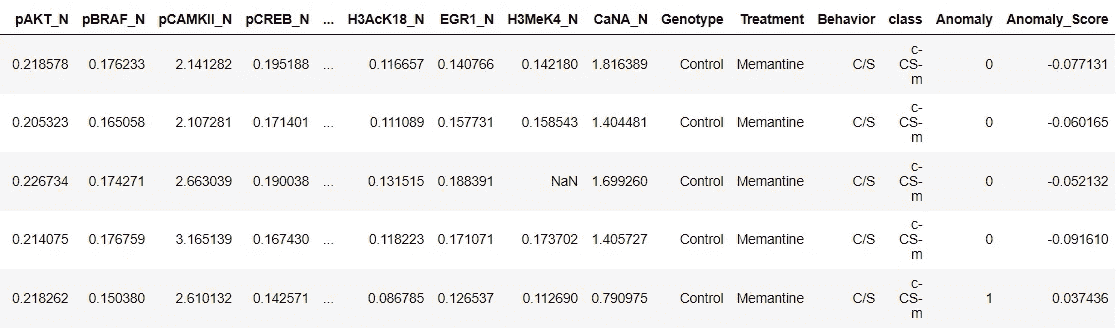 pAKT_N pBRAF_N pCAMKII_N pCREB_N ... H3AcK18_N EGR1_N H3MeK4_N CaNA_N Genotype Treatment Behavior class Anomaly Anomaly_Score
0.218578 0.176233 2.141282 0.195188 ... 0.116657 0.140766 0.142180 1.816389 Control Memantine C/S c-CS-m 0 -0.077131
0.205323 0.165058 2.107281 0.171401 ... 0.111089 0.157731 0.158543 1.404481 Control Memantine C/S c-CS-m 0 -0.060165
0.226734 0.174271 2.663039 0.190038 ... 0.131515 0.188391 NaN 1.699260 Control Memantine C/S c-CS-m 0 -0.052132
0.214075 0.176759 3.165139 0.167430 ... 0.118223 0.171071 0.173702 1.405727 Control Memantine C/S c-CS-m 0 -0.091610
0.218262 0.150380 2.610132 0.142571 ... 0.086785 0.126537 0.112690 0.790975 Control Memantine C/S c-CS-m 1 0.037436